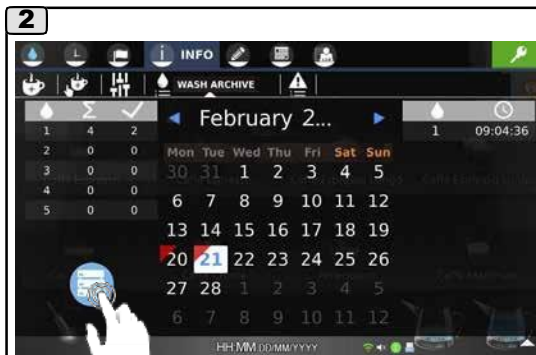 2
INFO
WASH ARCHIVE
Σ
1 4 2
2 0 0
3 0 0
4 0 0
5 0 0
February 2...
Mon Tue Wed Thu Fri Sat Sun
30 31 1 2 3 4 5
6 7 8 9 10 11 12
13 14 15 16 17 18 19
20 21 22 23 24 25 26
27 28 1 2 3 4 5
6 7 8 9 10 11 12
1 09:04:36
HH:MM DD/MM/YYYY